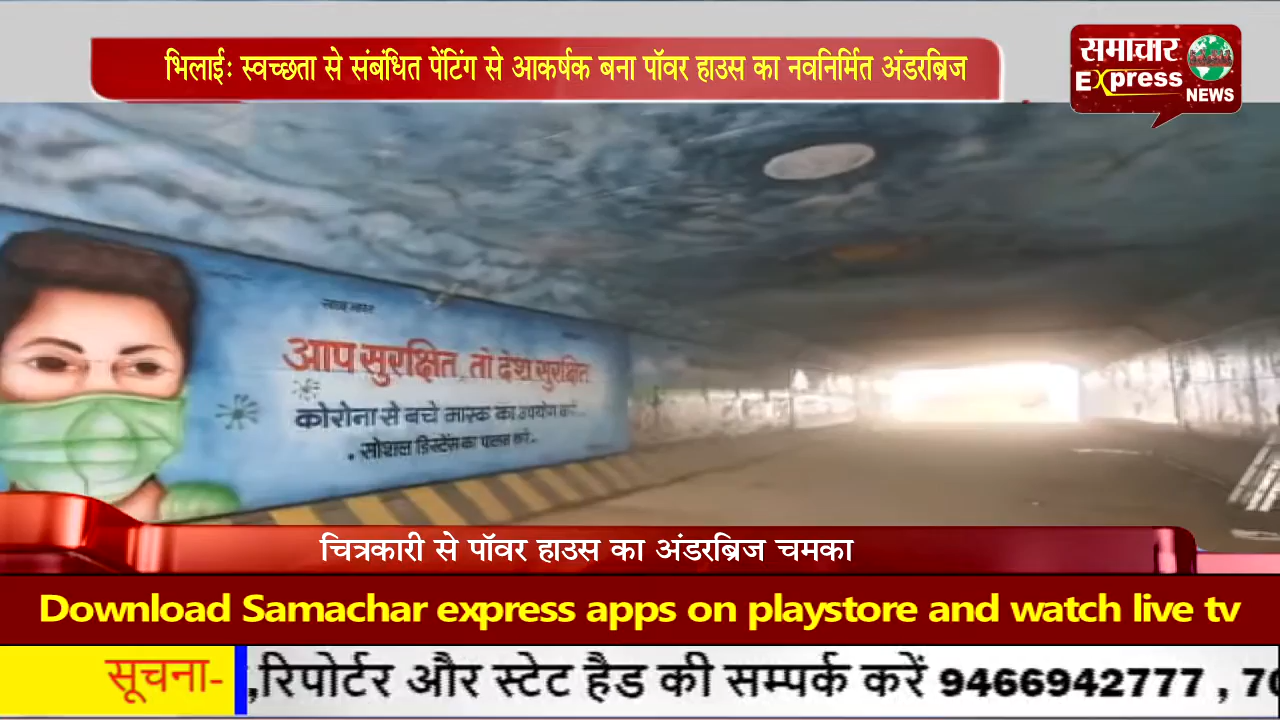 भिलाईः स्वच्छता से संबंधित पेंटिंग से आकर्षक बना पॉवर हाउस का नवनिर्मित अंडरब्रिज
समाचार
Express
NEWS
आप सुरक्षित तो देश सुरक्षित
कोरोना से बचे मास्क का उपयोग करे...
. सोशल डिस्टेंस का पालन करे..
चित्रकारी से पॉवर हाउस का अंडरब्रिज चमका
Download Samachar express apps on playstore and watch live tv
सूचना- ,रिपोर्टर और स्टेट हैड की सम्पर्क करें 9466942777 , 70